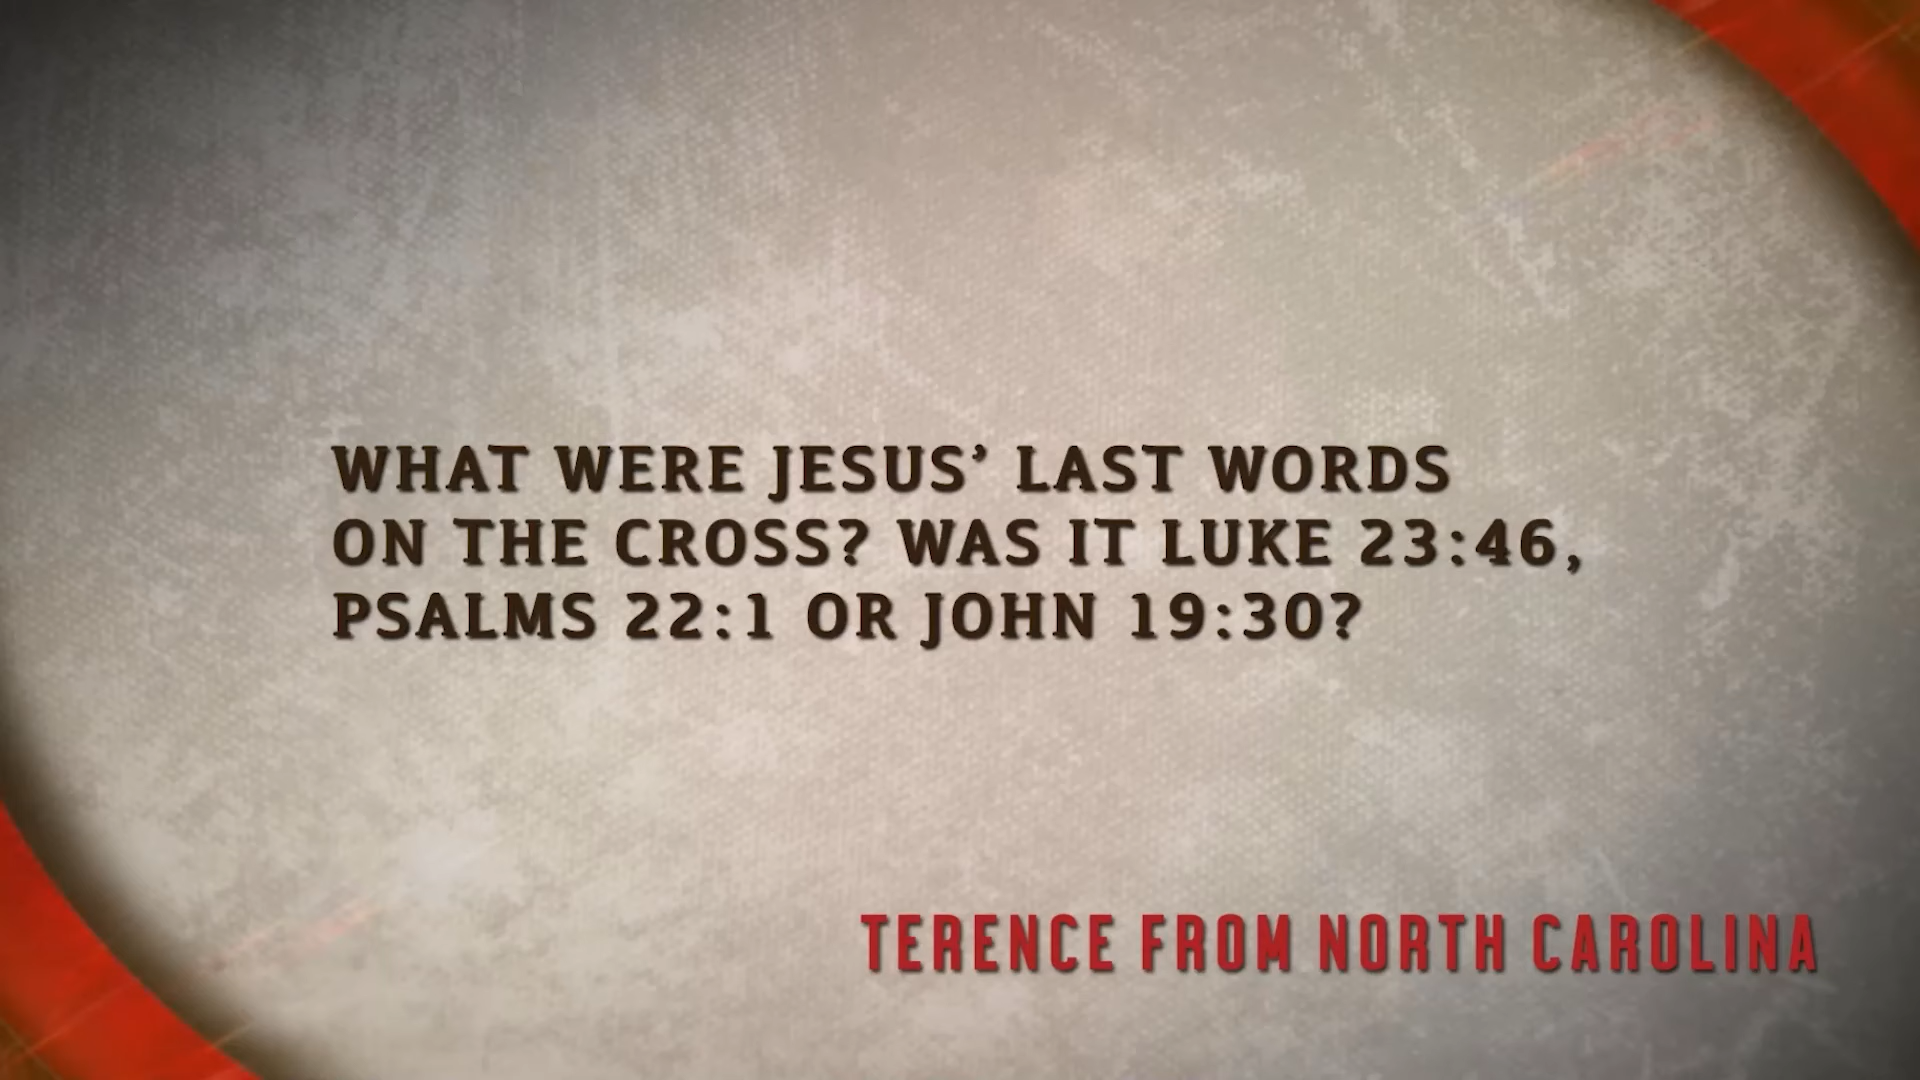 WHAT WERE JESUS’ LAST WORDS
ON THE CROSS? WAS IT LUKE 23:46,
PSALMS 22:1 OR JOHN 19:30?
TERENCE FROM NORTH CAROLINA